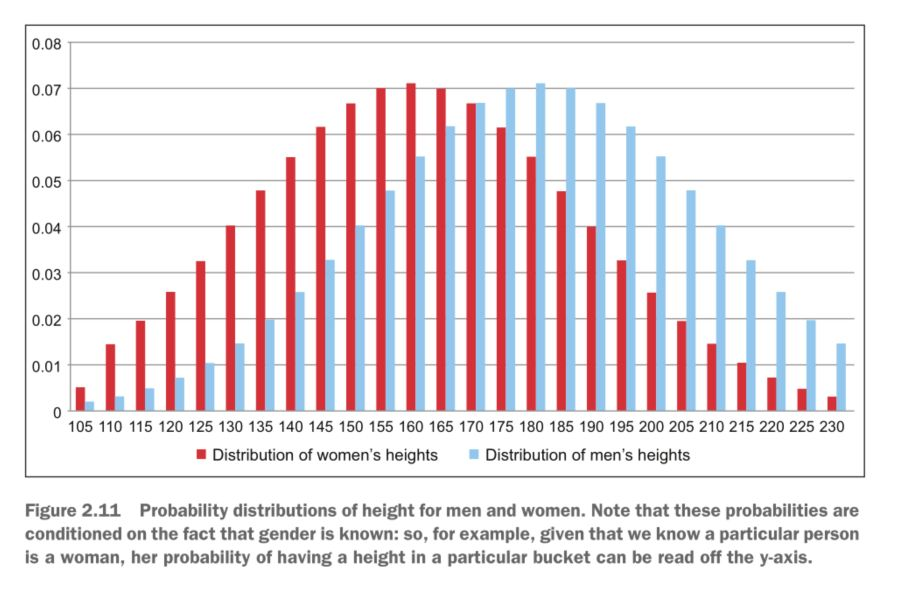 0.08
0.07
0.06
0.05
0.04
0.03
0.02
0.01
0
105 110 115 120 125 130 135 140 145 150 155 160 165 170 175 180 185 190 195 200 205 210 215 220 225 230
Distribution of women’s heights Distribution of men’s heights
Figure 2.11 Probability distributions of height for men and women. Note that these probabilities are
conditioned on the fact that gender is known: so, for example, given that we know a particular person
is a woman, her probability of having a height in a particular bucket can be read off the y-axis.